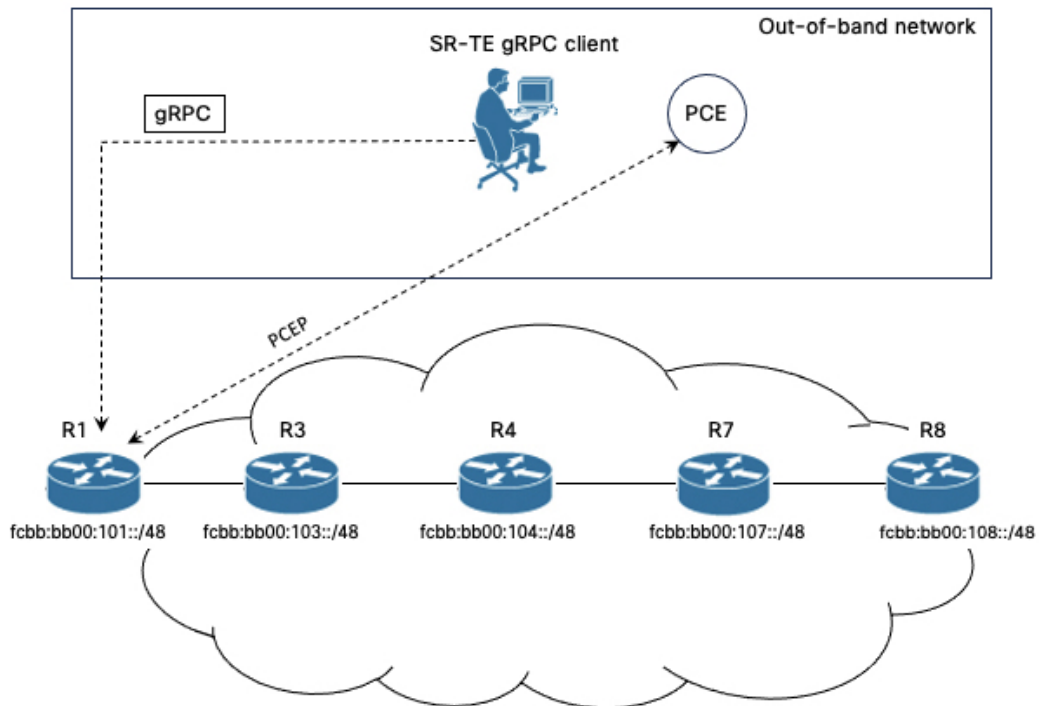 Out-of-band network
SR-TE gRPC client
gRPC
PCE
PCEP
R1
R3
R4
R7
R8
fcbb:bb00:101::/48
fcbb:bb00:103::/48
fcbb:bb00:104::/48
fcbb:bb00:107::/48
fcbb:bb00:108::/48